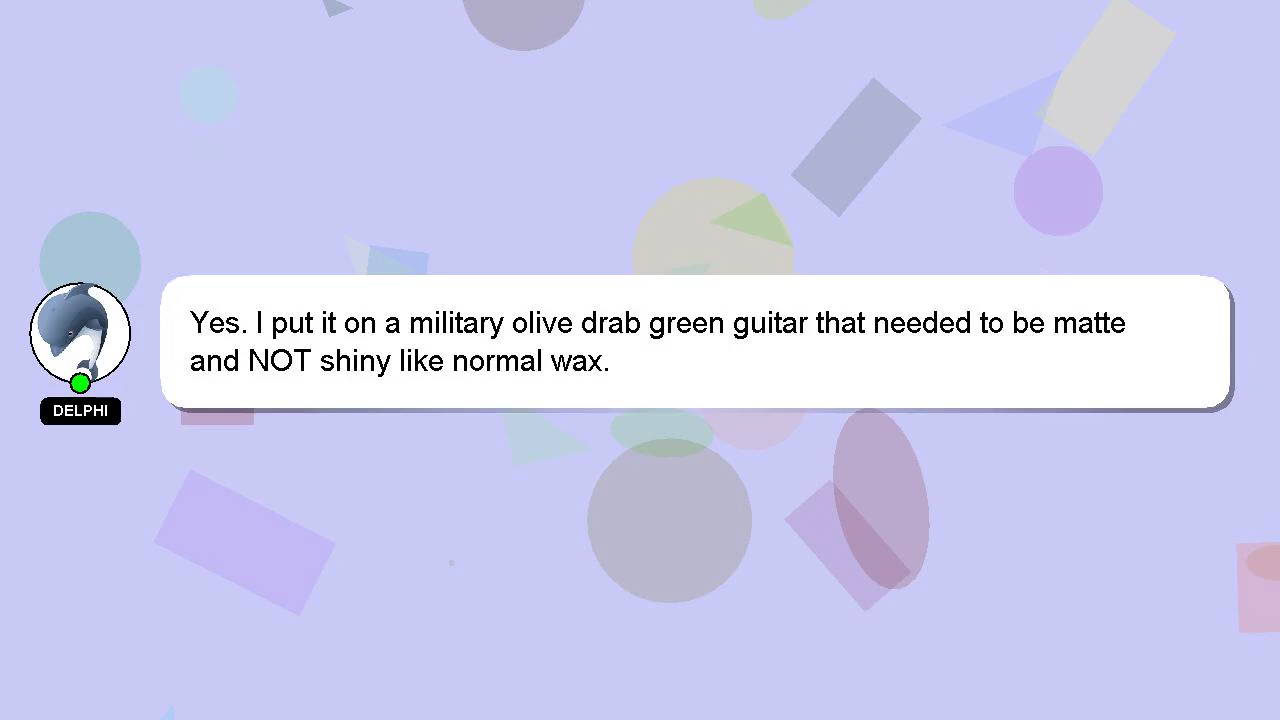 Yes. I put it on a military olive drab green guitar that needed to be matte
and NOT shiny like normal wax.
DELPHI